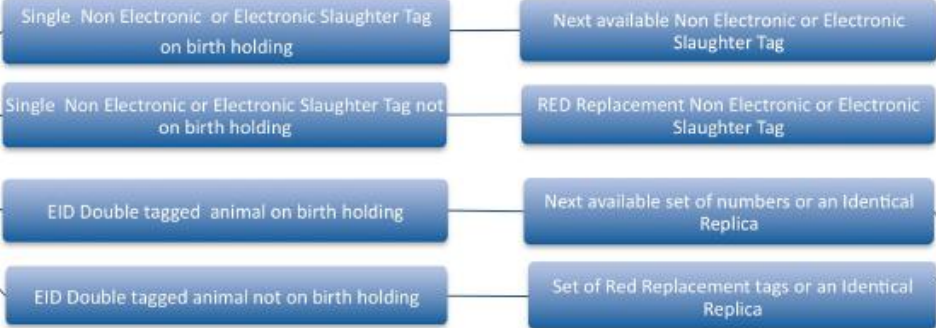 Single Non Electronic or Electronic Slaughter Tag
on birth holding
Next available Non Electronic or Electronic
Slaughter Tag
Single Non Electronic or Electronic Slaughter Tag not
on birth holding
RED Replacement Non Electronic or Electronic
Slaughter Tag
EID Double tagged animal on birth holding
Next available set of numbers or an Identical
Replica
EID Double tagged animal not on birth holding
Set of Red Replacement tags or an Identical
Replica